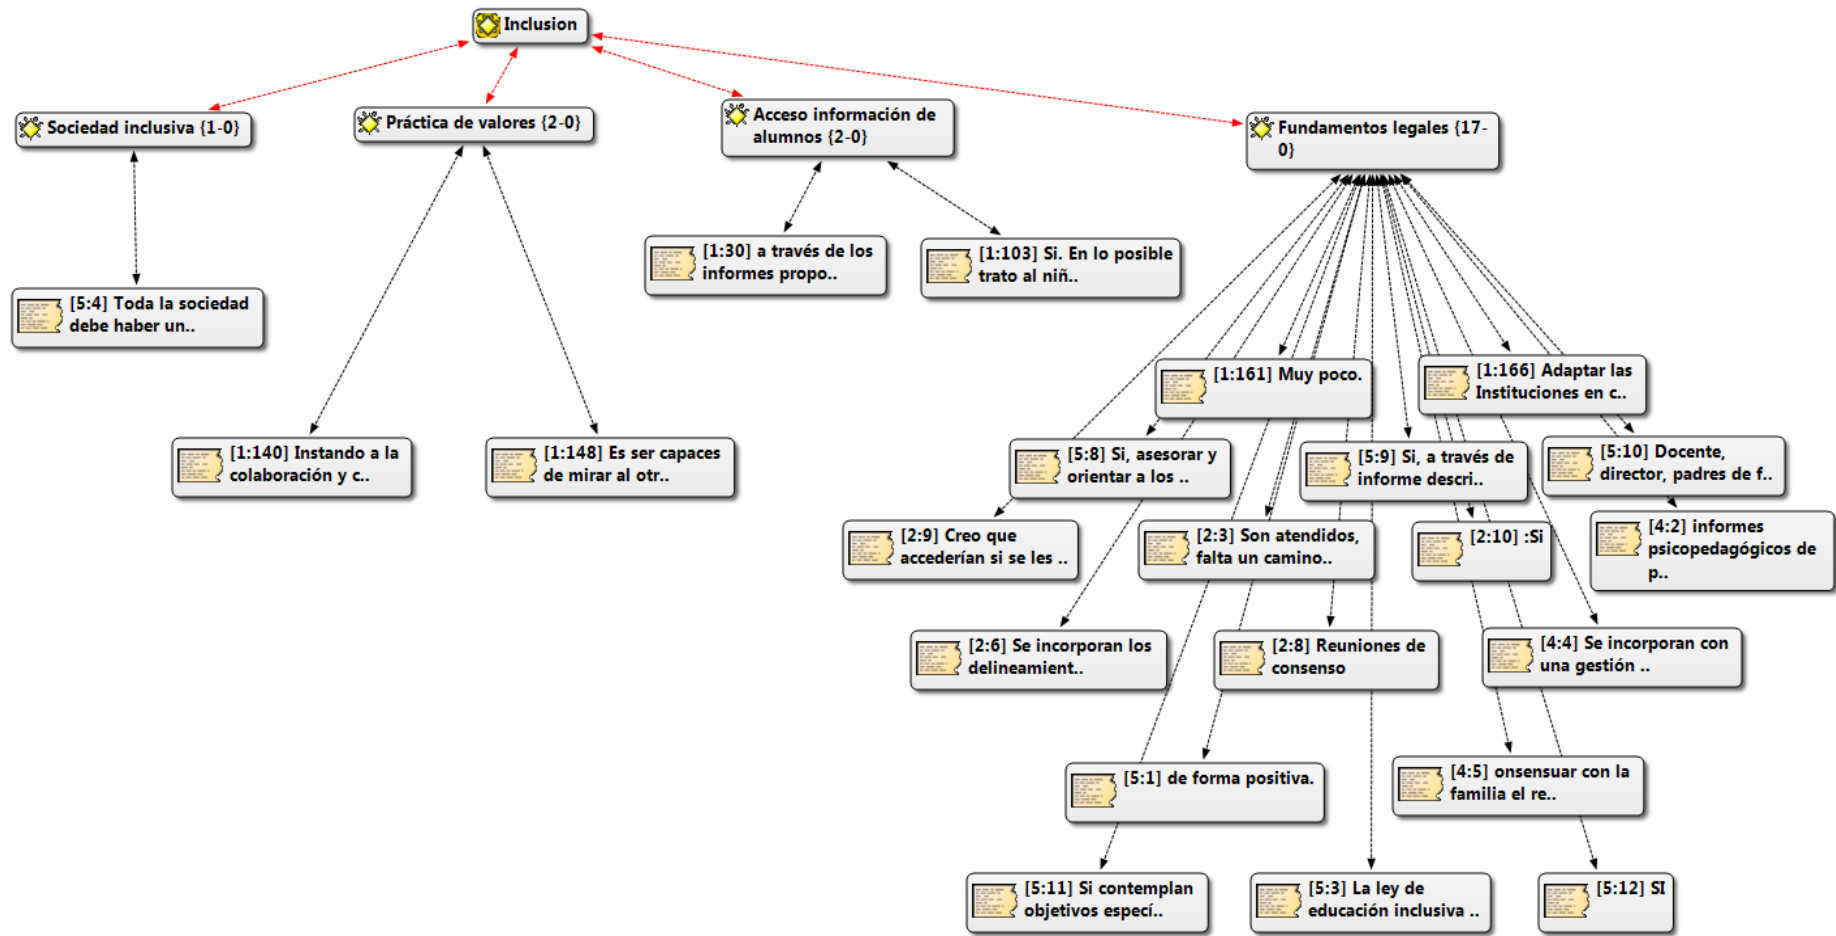 Inclusion
Sociedad inclusiva {1-0}
Práctica de valores {2-0}
Acceso información de
alumnos {2-0}
Fundamentos legales {17-
0}
[1:30] a través de los
informes propo..
[1:103] Si. En lo posible
trato al niñ..
[5:4] Toda la sociedad
debe haber un..
[1:161] Muy poco.
[1:166] Adaptar las
Instituciones en c..
[1:140] Instando a la
colaboración y c..
[1:148] Es ser capaces
de mirar al otr..
[5:8] Si, asesorar y
orientar a los ..
[5:9] Si, a través de
informe descri..
[5:10] Docente,
director, padres de f..
[2:9] Creo que
accederían si se les ..
[2:3] Son atendidos,
falta un camino..
[2:10] :Si
[4:2] informes
psicopedagógicos de
p..
[2:6] Se incorporan los
delineamient..
[2:8] Reuniones de
consenso
[4:4] Se incorporan con
una gestión ..
[5:1] de forma positiva.
[4:5] onsensuar con la
familia el re..
[5:11] Si contemplan
objetivos especí..
[5:3] La ley de
educación inclusiva ..
[5:12] SI